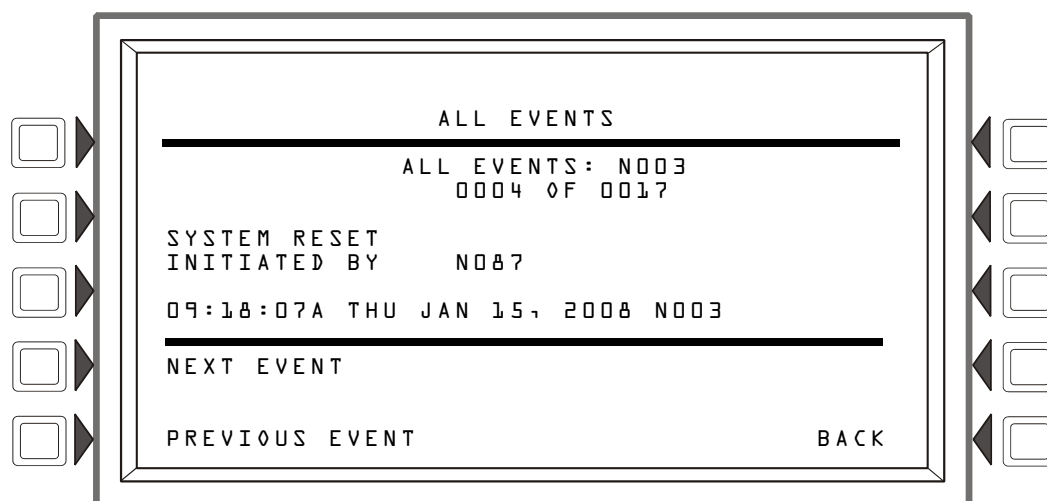 ALL EVENTS
ALL EVENTS: N003
0004 OF 0017
SYSTEM RESET
INITIATED BY N087
09:18:07A THU JAN 15, 2008 N003
NEXT EVENT
PREVIOUS EVENT BACK